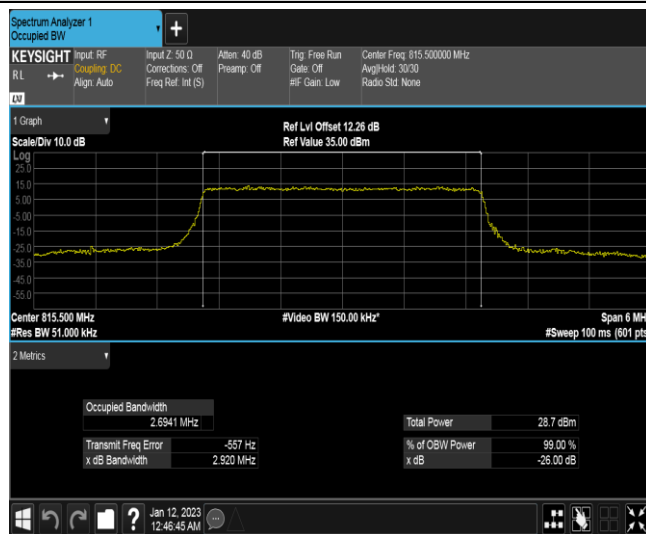 Spectrum Analyzer 1
Occupied BW
+
KEYSIGHT Input: RF Input Z: 50 Ω Atten: 40 dB Trig: Free Run Center Freq: 815.500000 MHz
RL Coupling: DC Corrections: Off Preamp: Off Gate: Off Avg|Hold: 30/30
Align: Auto Freq Ref: Int (S) #IF Gain: Low Radio Std: None
LXI
1 Graph
Ref Lvl Offset 12.26 dB
Scale/Div 10.0 dB Ref Value 35.00 dBm
Log
25.0
15.0
5.00
-5.00
-15.0
-25.0
-35.0
-45.0
-55.0
Center 815.500 MHz #Video BW 150.00 kHz* Span 6 MH
#Res BW 51.000 kHz #Sweep 100 ms (601 pts
2 Metrics
Occupied Bandwidth
2.6941 MHz Total Power 28.7 dBm
Transmit Freq Error -557 Hz % of OBW Power 99.00 %
x dB Bandwidth 2.920 MHz x dB -26.00 dB
? Jan 12, 2023
12:46:45 AM